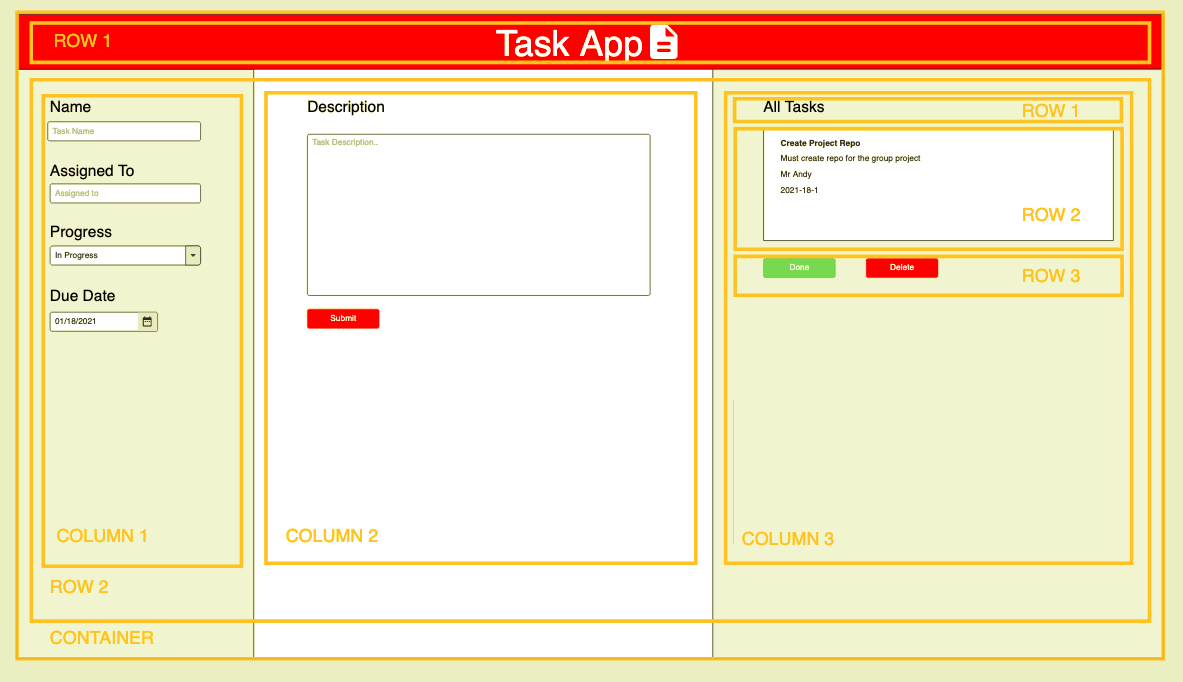 ROW 1
Task App
Name
Task Name
Assigned To
Assigned to
Progress
In Progress
Due Date
01/18/2021
COLUMN 1
Description
Task Description..
Submit
COLUMN 2
All Tasks
ROW 1
Create Project Repo
Must create repo for the group project
Mr Andy
2021-18-1
ROW 2
Done
Delete
ROW 3
COLUMN 3
ROW 2
CONTAINER